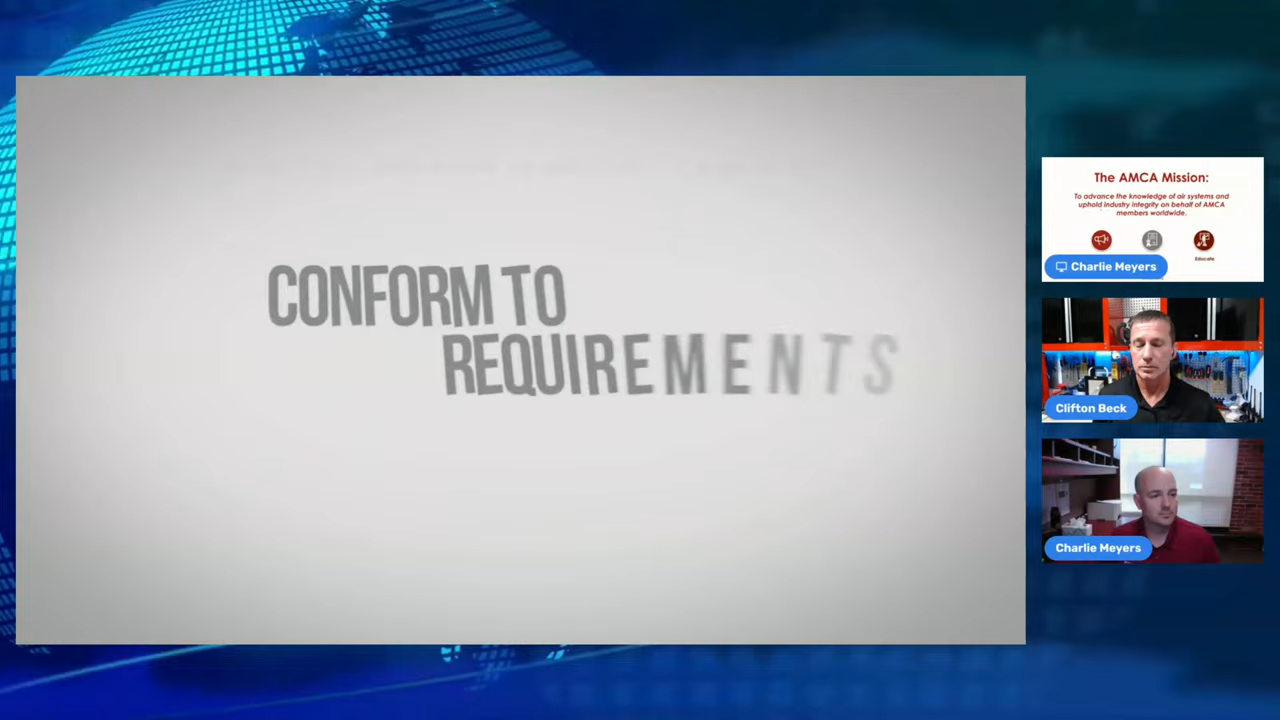 CONFORM TO
REQUIREMENTS
The AMCA Mission:
To advance the knowledge of air systems and
uphold industry integrity on behalf of AMCA
members worldwide.
Educate
Charlie Meyers
Clifton Beck
Charlie Meyers